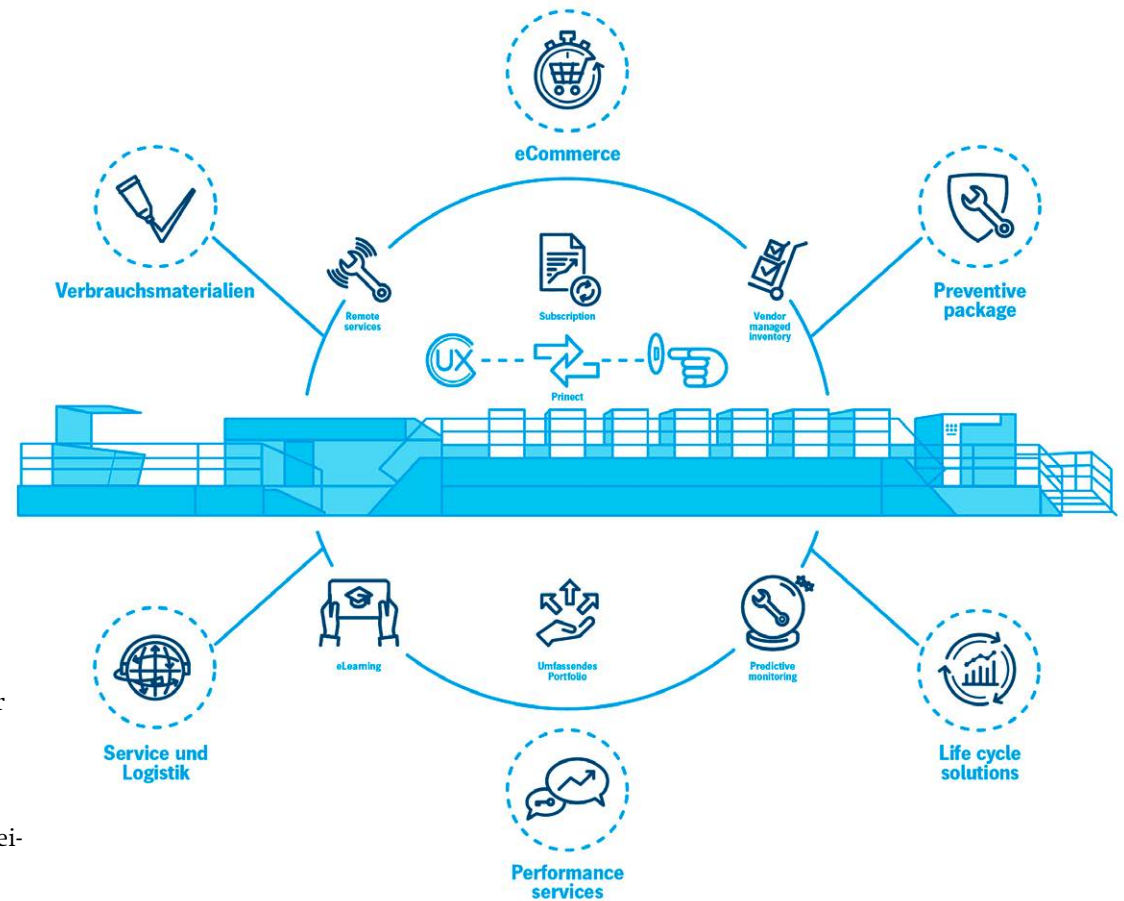 eCommerce
Verbrauchsmaterialien
Preventive
package
Remote
services
Subscription
Vendor
managed
inventory
UX
Prinect
eLearning
Umfassendes
Portfolio
Predictive
monitoring
r
Service und
Logistik
Life cycle
solutions
ei-
Performance
services